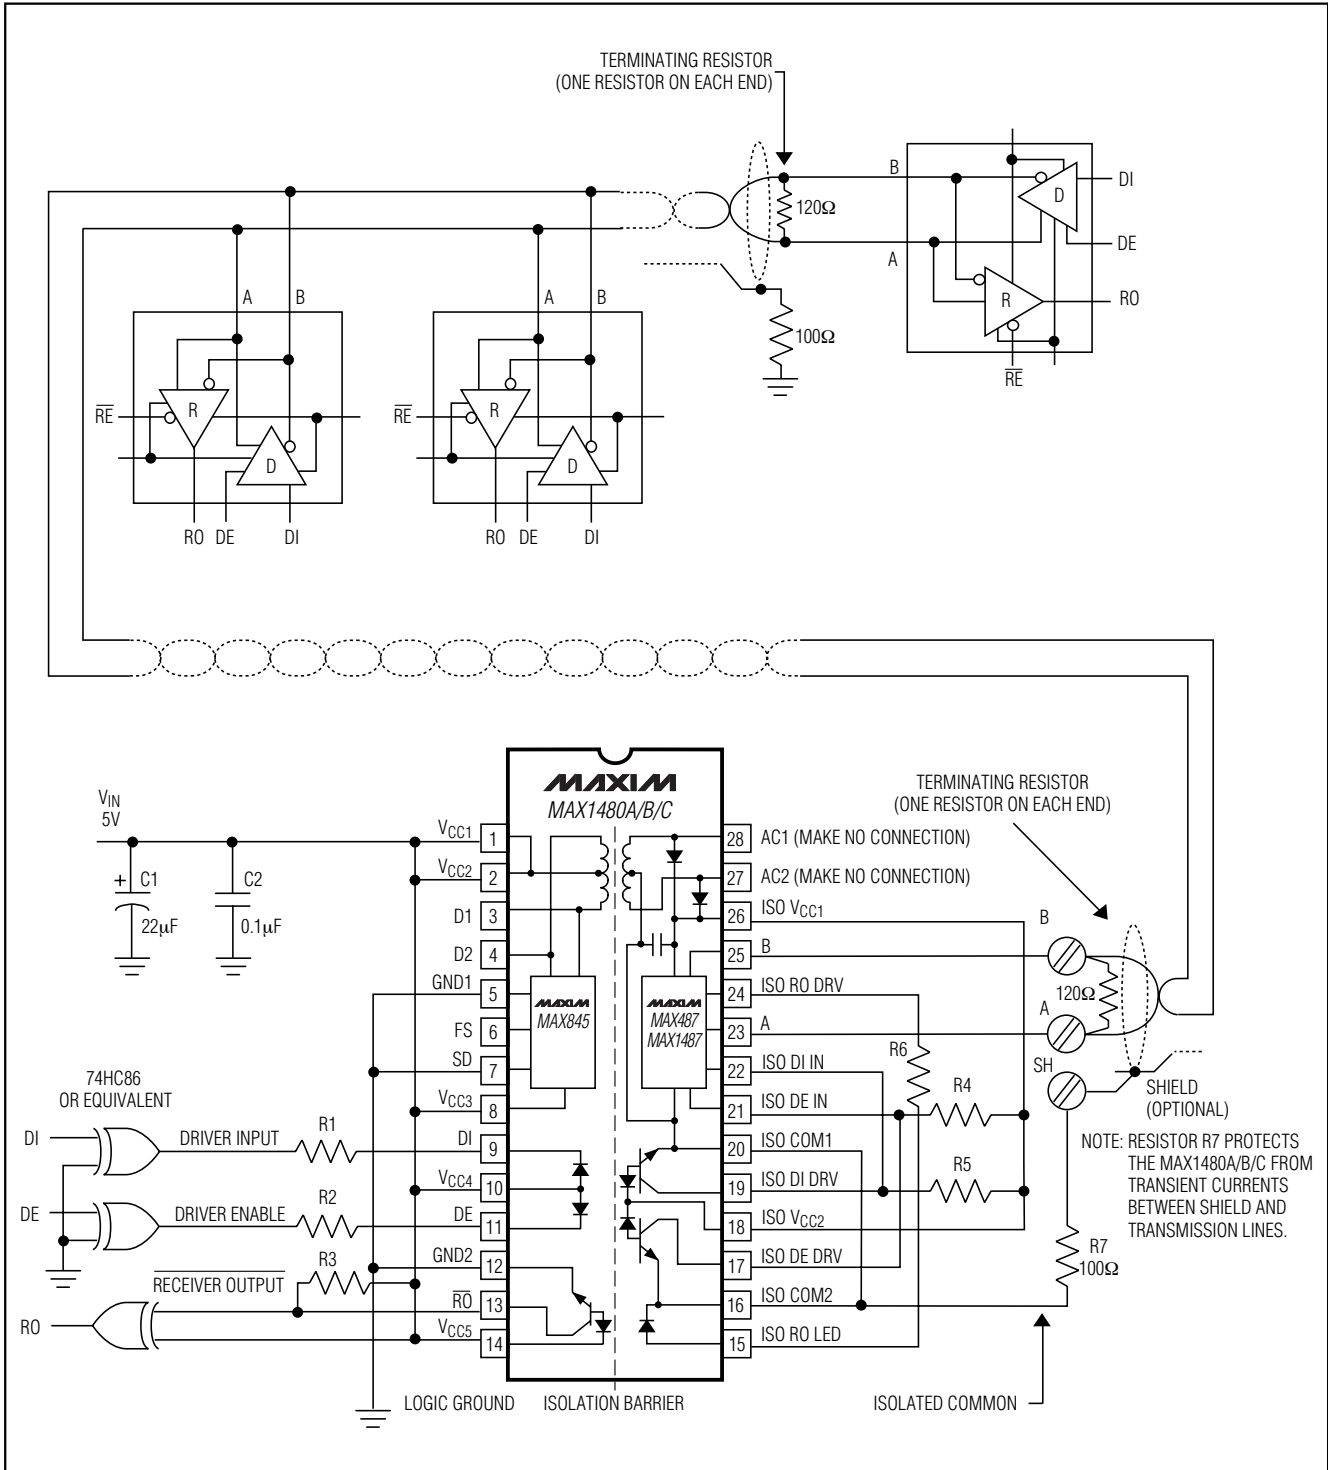 TERMINATING RESISTOR
(ONE RESISTOR ON EACH END)
B
120Ω
A
D
DI
DE
R
RO
RE
100Ω
A
B
RE
R
D
RO DE
DI
A
B
RE
R
D
RO DE
DI
VIN
5V
+
C1
22μF
C2
0.1μF
MAXIM
MAX1480A/B/C
TERMINATING RESISTOR
(ONE RESISTOR ON EACH END)
VCC1
1
VCC2
2
D1
3
D2
4
GND1
5
FS
6
SD
7
VCC3
8
DI
9
VCC4
10
DE
11
GND2
12
RO
13
VCC5
14
MAXIM
MAX845
MAXIM
MAX487
MAX1487
28
AC1 (MAKE NO CONNECTION)
27
AC2 (MAKE NO CONNECTION)
26
ISO VCC1
25
B
24
ISO RO DRV
23
A
22
ISO DI IN
21
ISO DE IN
20
ISO COM1
19
ISO DI DRV
18
ISO VCC2
17
ISO DE DRV
16
ISO COM2
15
ISO RO LED
R6
R4
R5
B
120Ω
A
SH
SHIELD
(OPTIONAL)
NOTE: RESISTOR R7 PROTECTS
THE MAX1480A/B/C FROM
TRANSIENT CURRENTS
BETWEEN SHIELD AND
TRANSMISSION LINES.
R7
100Ω
74HC86
OR EQUIVALENT
DI
DRIVER INPUT
R1
DE
DRIVER ENABLE
R2
R3
RECEIVER OUTPUT
RO
LOGIC GROUND
ISOLATION BARRIER
ISOLATED COMMON